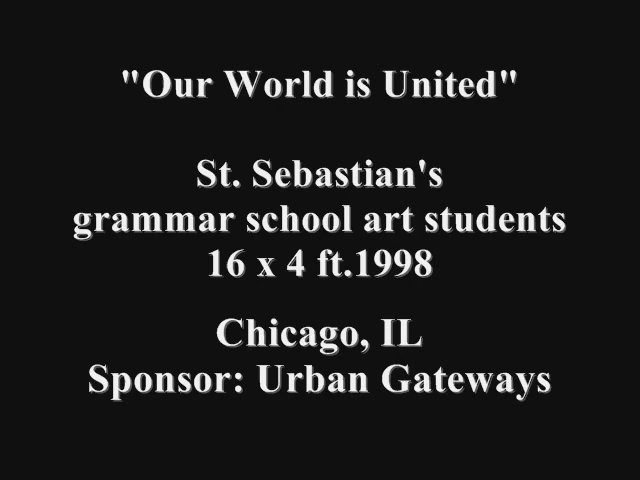 "Our World is United"
St. Sebastian's
grammar school art students
16 x 4 ft.1998
Chicago, IL
Sponsor: Urban Gateways